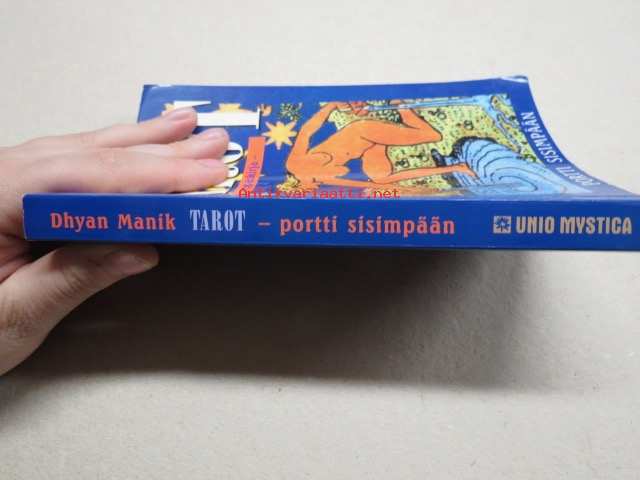 PORTTI SISIMPÄÄN
Antikvariaatti.net
Dhyan Manik TAROT – portti sisimpään UNIO MYSTICA